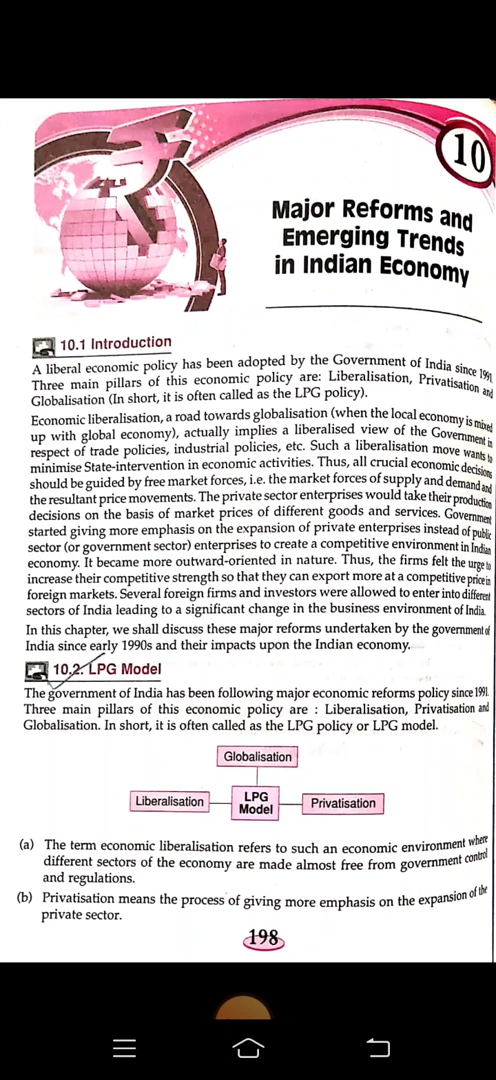 10
Major Reforms and
Emerging Trends
in Indian Economy
10.1 Introduction
A liberal economic policy has been adopted by the Government of India since 1991.
Three main pillars of this economic policy are: Liberalisation, Privatisation and
Globalisation (In short, it is often called as the LPG policy).
Economic liberalisation, a road towards globalisation (when the local economy is mixed
up with global economy), actually implies a liberalised view of the Government in
respect of trade policies, industrial policies, etc. Such a liberalisation move wants to
minimise State-intervention in economic activities. Thus, all crucial economic decisions
should be guided by free market forces, i.e. the market forces of supply and demand and
the resultant price movements. The private sector enterprises would take their production
decisions on the basis of market prices of different goods and services. Government
started giving more emphasis on the expansion of private enterprises instead of public
sector (or government sector) enterprises to create a competitive environment in Indian
economy. It became more outward-oriented in nature. Thus, the firms felt the urge to
increase their competitive strength so that they can export more at a competitive price in
foreign markets. Several foreign firms and investors were allowed to enter into different
sectors of India leading to a significant change in the business environment of India.
In this chapter, we shall discuss these major reforms undertaken by the government of
India since early 1990s and their impacts upon the Indian economy.
10.2. LPG Model
The government of India has been following major economic reforms policy since 1991.
Three main pillars of this economic policy are : Liberalisation, Privatisation and
Globalisation. In short, it is often called as the LPG policy or LPG model.
Globalisation
Liberalisation
LPG
Model
Privatisation
(a) The term economic liberalisation refers to such an economic environment where
different sectors of the economy are made almost free from government control
and regulations.
(b) Privatisation means the process of giving more emphasis on the expansion of the
private sector.
198